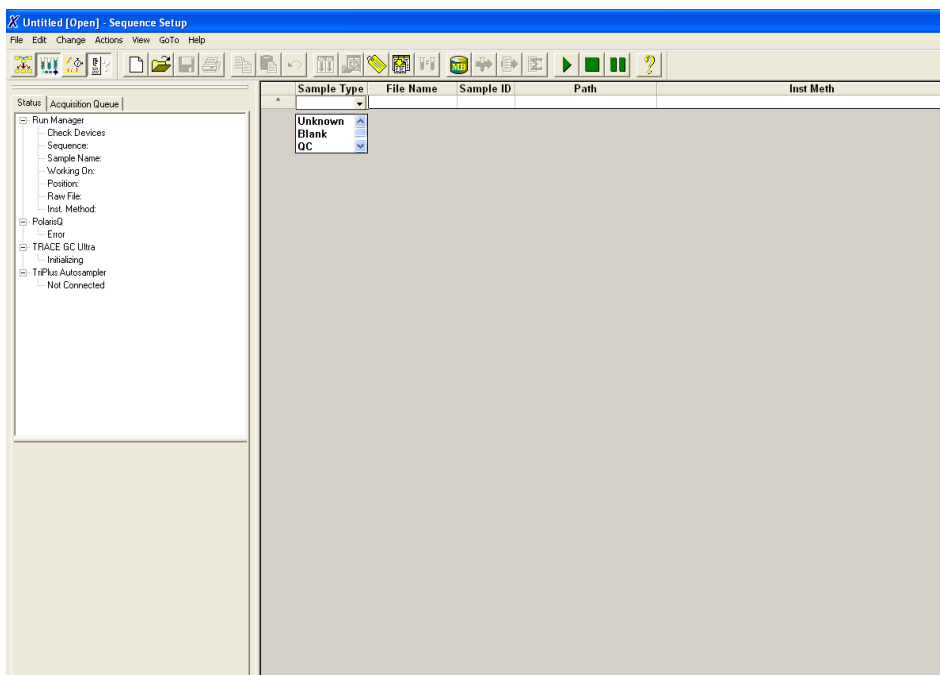 Untitled [Open] - Sequence Setup
File Edit Change Actions View GoTo Help
MB
Status Acquisition Queue
Run Manager
Check Devices
Sequence:
Sample Name:
Working On:
Position:
Raw File:
Inst. Method:
PolarisQ
Error
TRACE GC Ultra
Initializing
TriPlus Autosampler
Not Connected
Sample Type File Name Sample ID Path Inst Meth
*
Unknown
Blank
QC